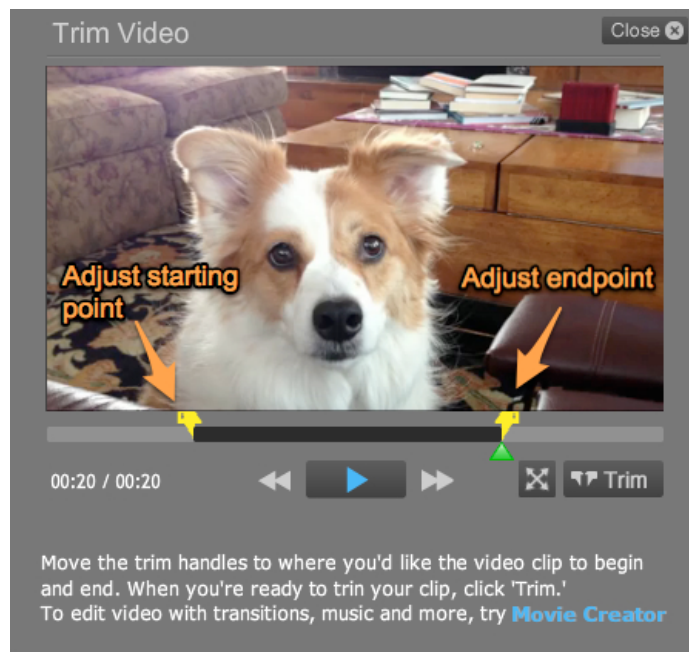 Trim Video
Close
Adjust starting
point
Adjust endpoint
00:20 / 00:20
Trim
Move the trim handles to where you'd like the video clip to begin
and end. When you're ready to trin your clip, click 'Trim.'
To edit video with transitions, music and more, try Movie Creator